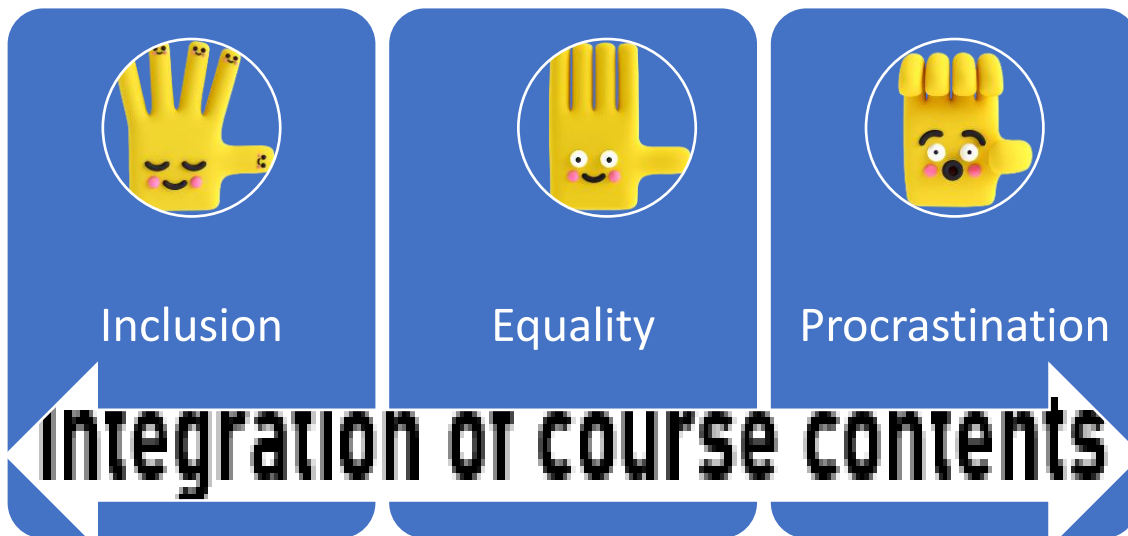 Inclusion
Equality
Procrastination
Integration of course contents